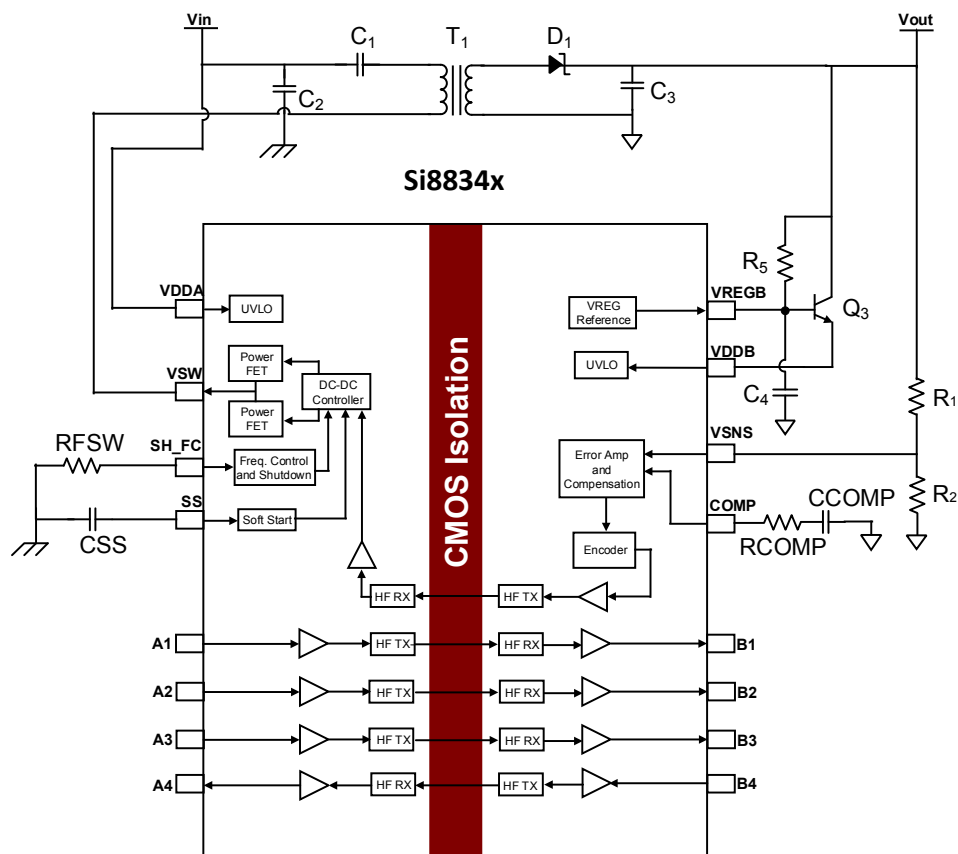 Vin
Vout
C1
T1
D1
C2
C3
Si8834x
R5
VREGB
Q3
VDDA
UVLO
VREG
Reference
VDDB
UVLO
VSW
Power
FET
DC-DC
Controller
Power
FET
C4
R1
VSNS
RFSW
SH_FC
Freq. Control
and Shutdown
Error Amp
and
Compensation
R2
SS
Soft Start
CSS
COMP
CCOMP
RCOMP
Encoder
CMOS Isolation
HF RX
HF TX
A1
HF TX
HF RX
B1
A2
HF TX
HF RX
B2
A3
HF TX
HF RX
B3
A4
HF RX
HF TX
B4